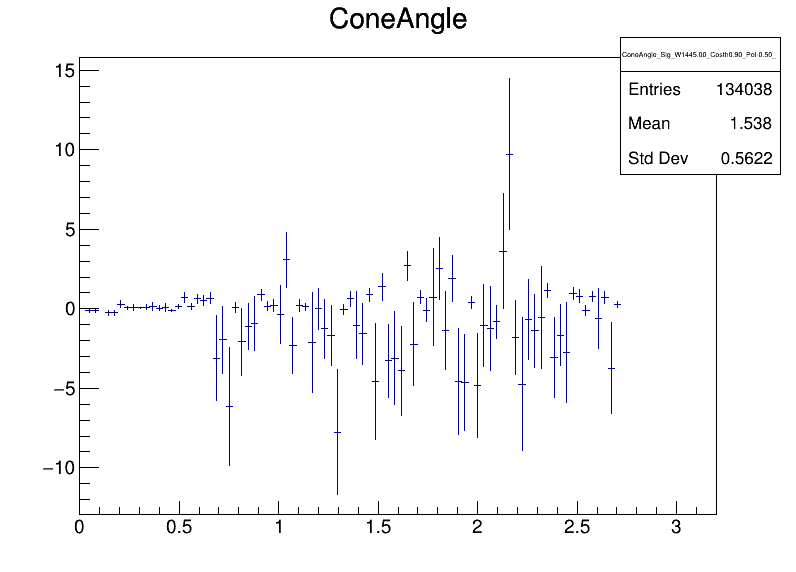 ConeAngle
ConeAngle_Sig_W1445.00_Costh0.90_Pol-0.50_
Entries 134038
Mean 1.538
Std Dev 0.5622
15
10
5
0
−5
−10
0 0.5 1 1.5 2 2.5 3